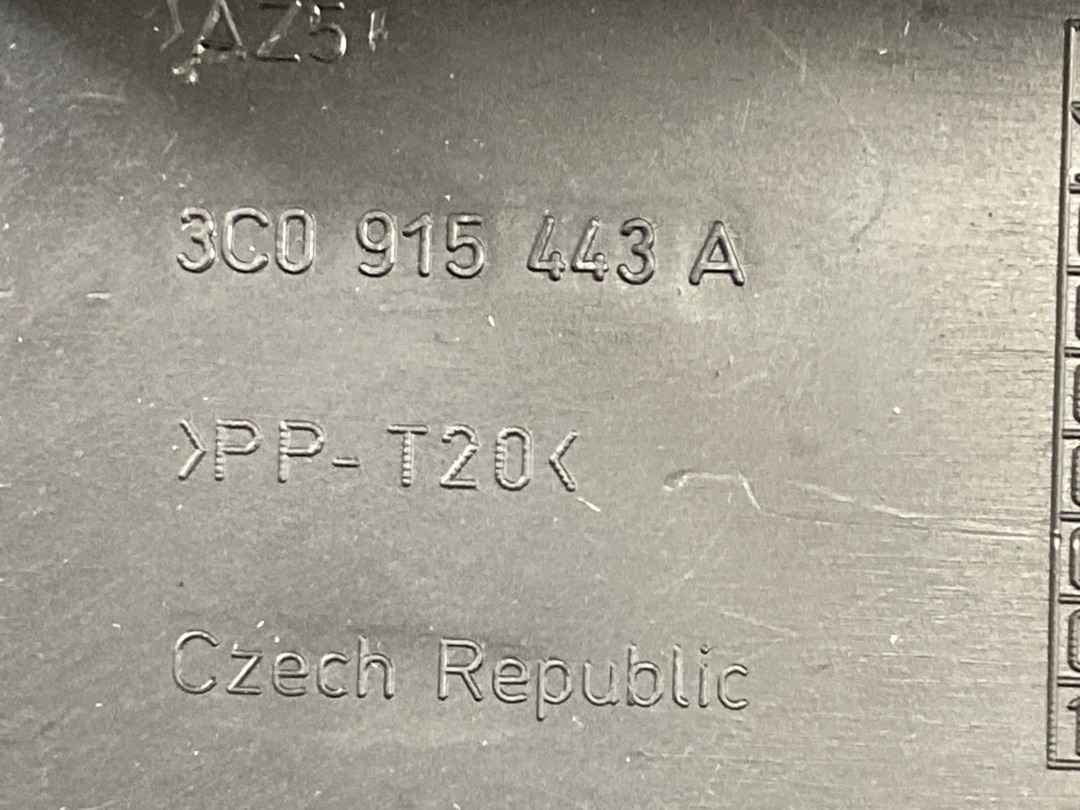 3C0 915 443 A
>PP-T20<
Czech Republic